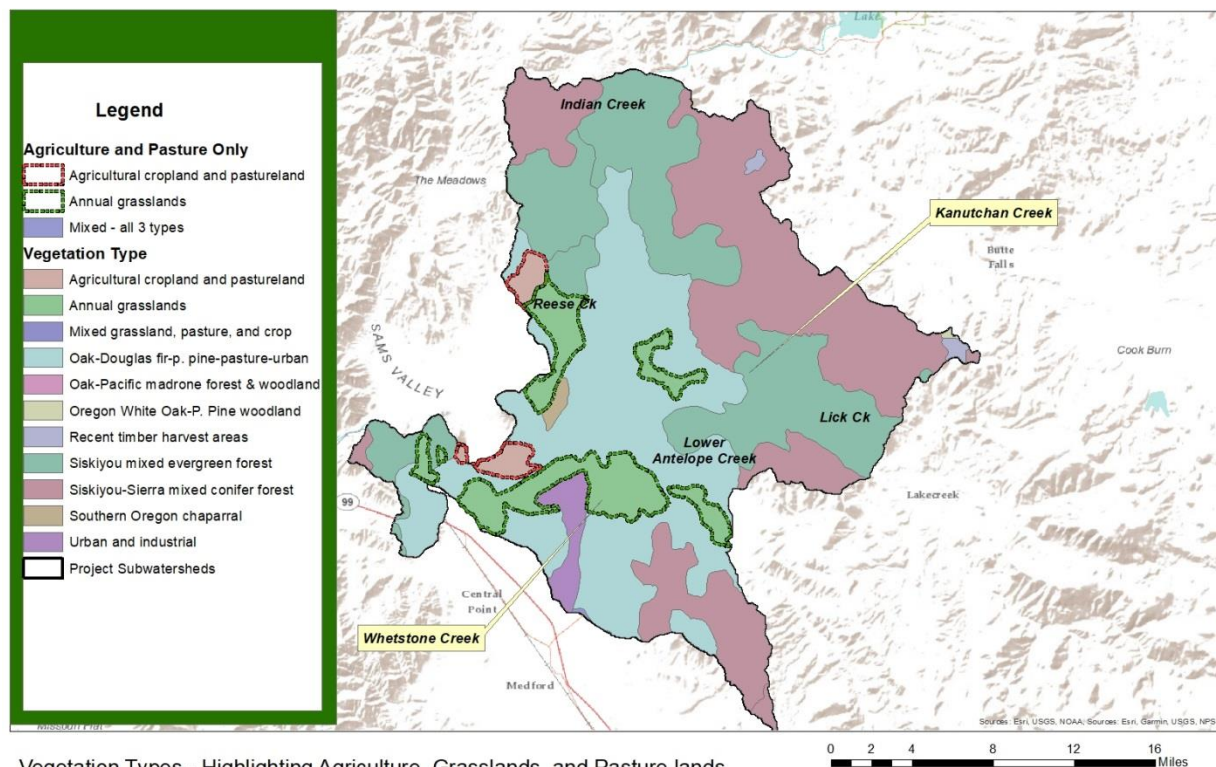 Legend
Agriculture and Pasture Only
Agricultural cropland and pastureland
Annual grasslands
Mixed - all 3 types
Vegetation Type
Agricultural cropland and pastureland
Annual grasslands
Mixed grassland, pasture, and crop
Oak-Douglas fir-p. pine-pasture-urban
Oak-Pacific madrone forest & woodland
Oregon White Oak-P. Pine woodland
Recent timber harvest areas
Siskiyou mixed evergreen forest
Siskiyou-Sierra mixed conifer forest
Southern Oregon chaparral
Urban and industrial
Project Subwatersheds
Lake
Indian Creek
The Meadows
Kanutchan Creek
Butte
Falls
Reese Ck
SAMS VALLEY
Cook Burn
Lick Ck
Lower
Antelope Creek
Lakecreek
99
Central
Point
Whetstone Creek
Medford
Sources: Esri, USGS, NOAA, Sources: Esri, Garmin, USGS, NPS
0 2 4 8 12 16
Miles
Vegetation Types - Highlighting Agriculture, Grasslands, and Pasture lands